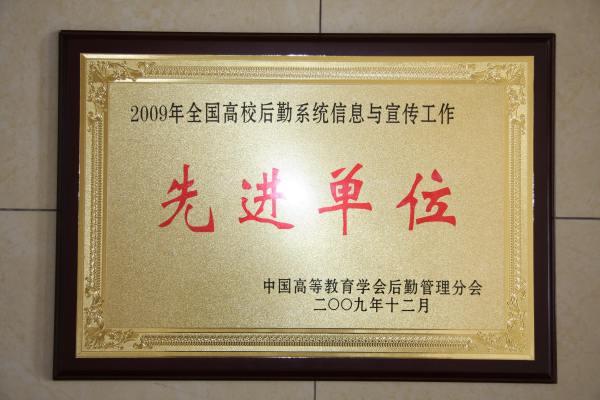 2009年全国高校后勤系统信息与宣传工作
先进单位
中国高等教育学会后勤管理分会
二〇〇九年十二月